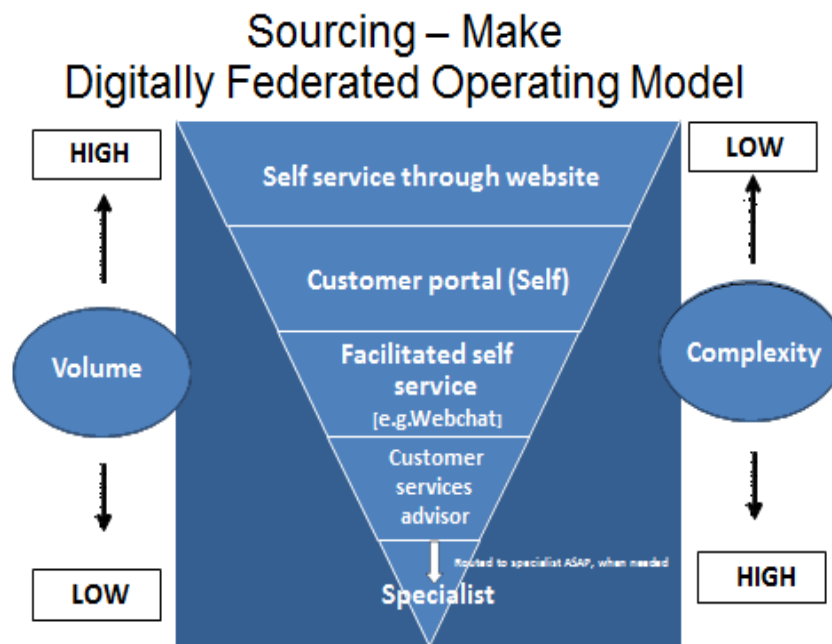 Sourcing – Make
Digitally Federated Operating Model
HIGH
LOW
Self service through website
Customer portal (Self)
Volume
Facilitated self
service
[e.g.Webchat]
Complexity
Customer
services
advisor
Routed to specialist ASAP, when needed
Specialist
LOW
HIGH